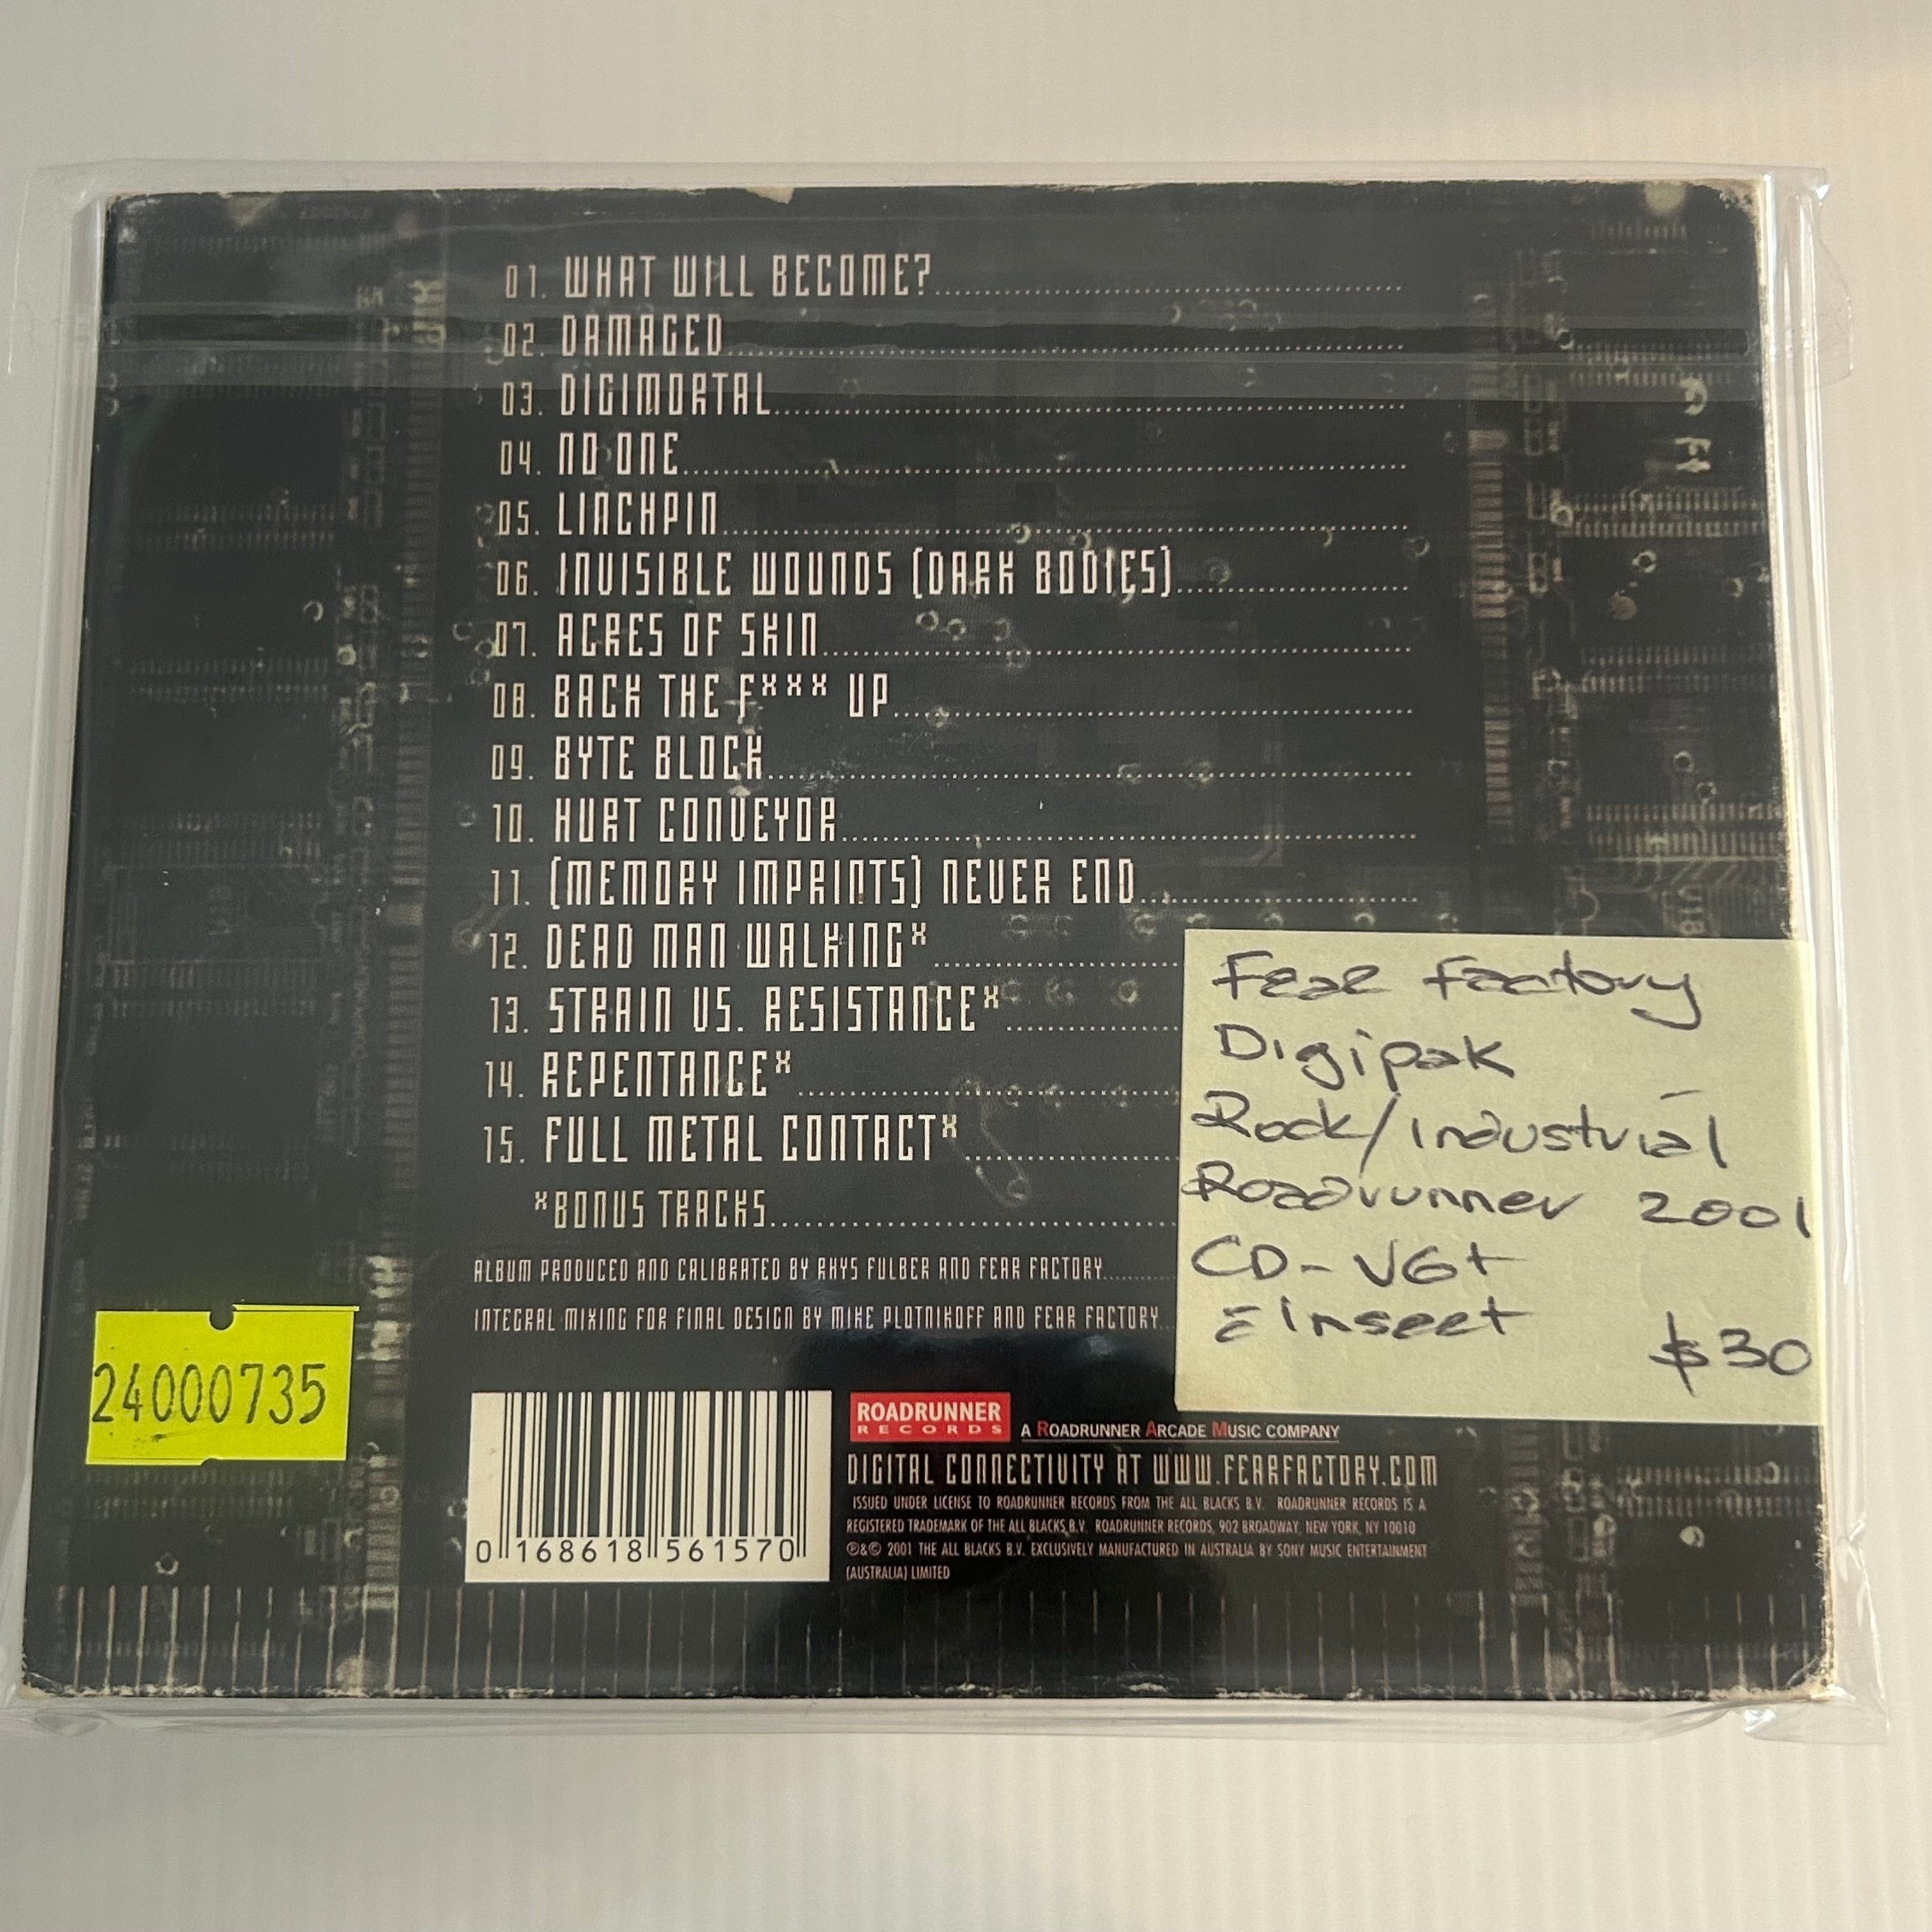 01. WHAT WILL BECOME?
02. DAMAGED
03. DIGIMORTAL
04. NO ONE
05. LINCHPIN
06. INVISIBLE WOUNDS (DARK BODIES)
07. ACRES OF SKIN
08. BACK THE F*** UP
09. BYTE BLOCK
10. HURT CONVEYOR
11. (MEMORY IMPRINTS) NEVER END
12. DEAD MAN WALKING*
13. STRAIN VS. RESISTANCE*
14. REPENTANCE*
15. FULL METAL CONTACT*
*BONUS TRACKS
ALBUM PRODUCED AND CALIBRATED BY RHYS FULBER AND FEAR FACTORY
INTEGRAL MIXING FOR FINAL DESIGN BY MIKE PLOTNIKOFF AND FEAR FACTORY
Fear Factory
Digipak
Rock/Industrial
Roadrunner 2001
CD-VG+
$30
24000735
0 168618 561570
ROADRUNNER
RECORDS
A ROADRUNNER ARCADE MUSIC COMPANY
DIGITAL CONNECTIVITY AT WWW.FEARFACTORY.COM
ISSUED UNDER LICENSE TO ROADRUNNER RECORDS FROM THE ALL BLACKS B.V. ROADRUNNER RECORDS IS A
REGISTERED TRADEMARK OF THE ALL BLACKS B.V. ROADRUNNER RECORDS, 902 BROADWAY, NEW YORK, NY 10010
℗&© 2001 THE ALL BLACKS B.V. EXCLUSIVELY MANUFACTURED IN AUSTRALIA BY SONY MUSIC ENTERTAINMENT
(AUSTRALIA) LIMITED